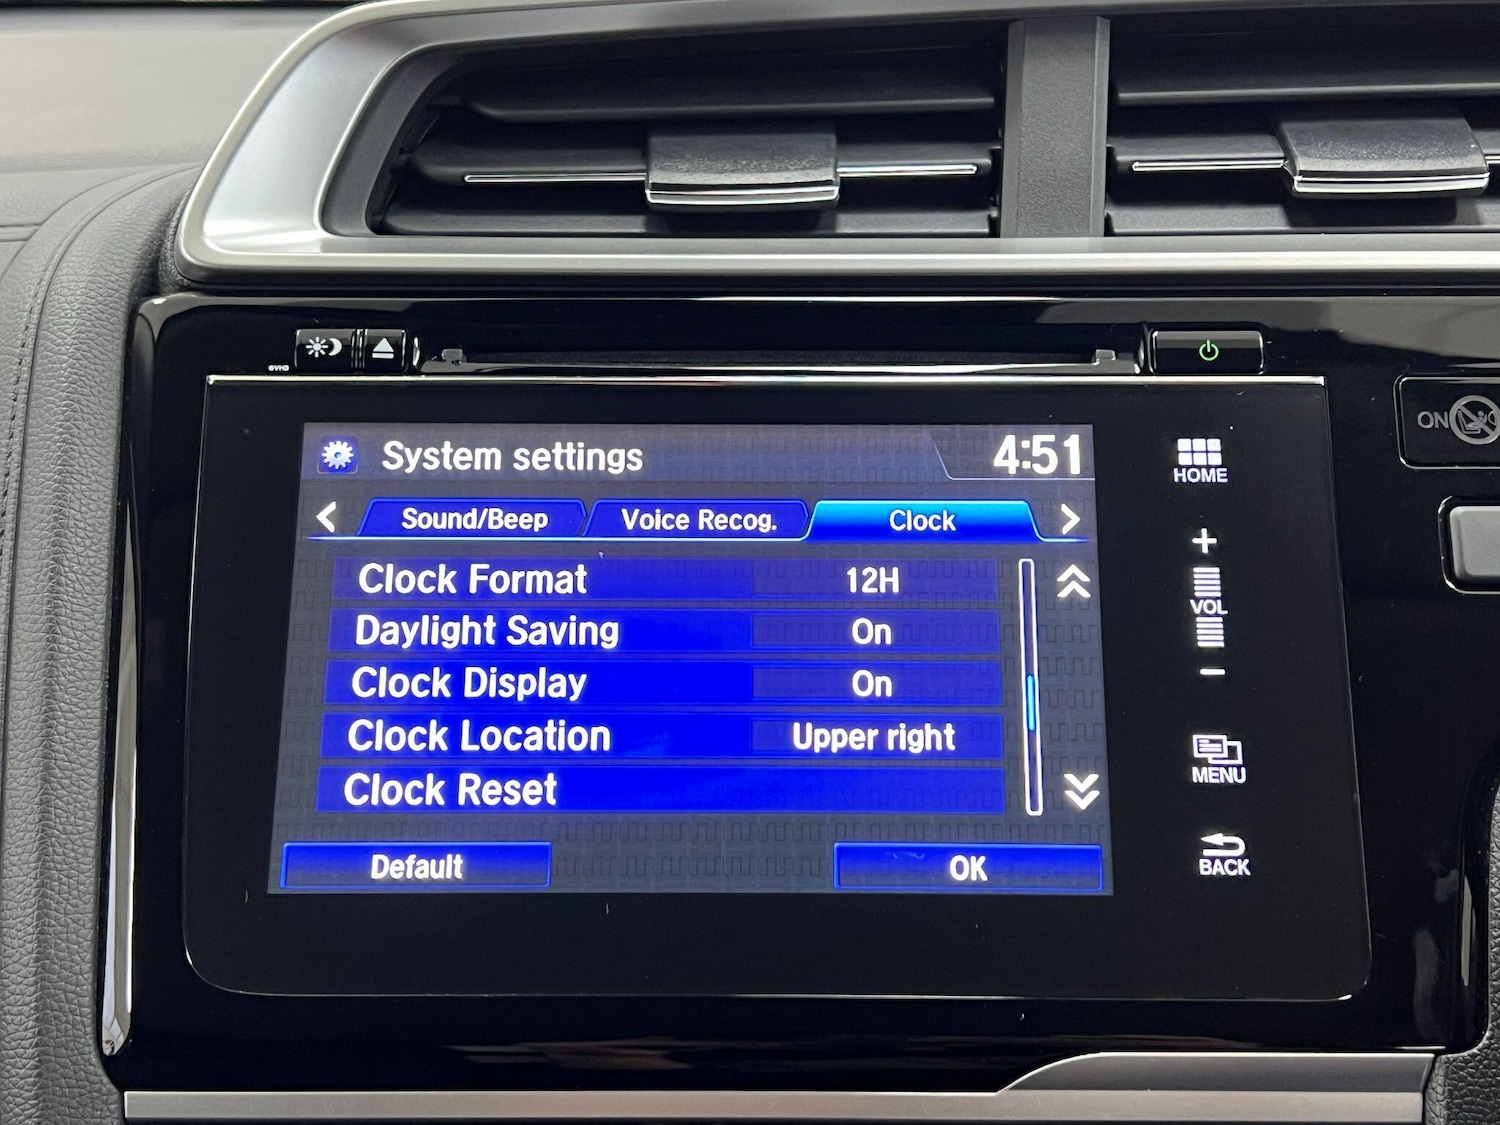 System settings 4:51
Sound/Beep Voice Recog. Clock
Clock Format 12H
Daylight Saving On
Clock Display On
Clock Location Upper right
Clock Reset
Default OK
HOME
+
VOL
−
MENU
BACK
ON